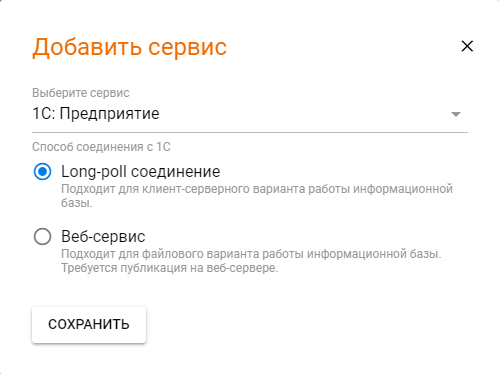 Добавить сервис
Выберите сервис
1С: Предприятие
Способ соединения с 1С
Long-poll соединение
Подходит для клиент-серверного варианта работы информационной
базы.
Веб-сервис
Подходит для файлового варианта работы информационной базы.
Требуется публикация на веб-сервере.
СОХРАНИТЬ